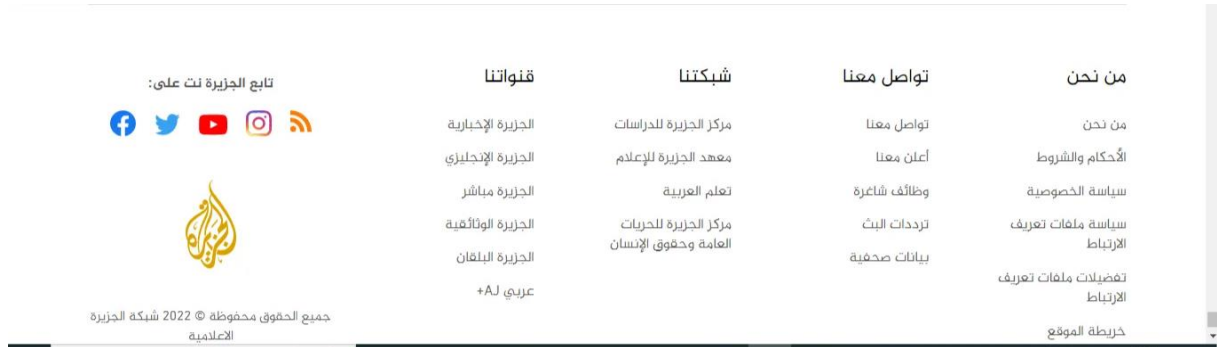 من نحن
من نحن
الأحكام والشروط
سياسة الخصوصية
سياسة ملفات تعريف
الارتباط
تفضيلات ملفات تعريف
الارتباط
خريطة الموقع
تواصل معنا
تواصل معنا
أعلن معنا
وظائف شاغرة
ترددات البث
بيانات صحفية
شبكتنا
مركز الجزيرة للدراسات
معهد الجزيرة للإعلام
تعلم العربية
مركز الجزيرة للحريات
العامة وحقوق الإنسان
قنواتنا
الجزيرة الإخبارية
الجزيرة الإنجليزي
الجزيرة مباشر
الجزيرة الوثائقية
الجزيرة البلقان
عربي AJ+
تابع الجزيرة نت على:
الجزيرة
جميع الحقوق محفوظة © 2022 شبكة الجزيرة
الاعلامية